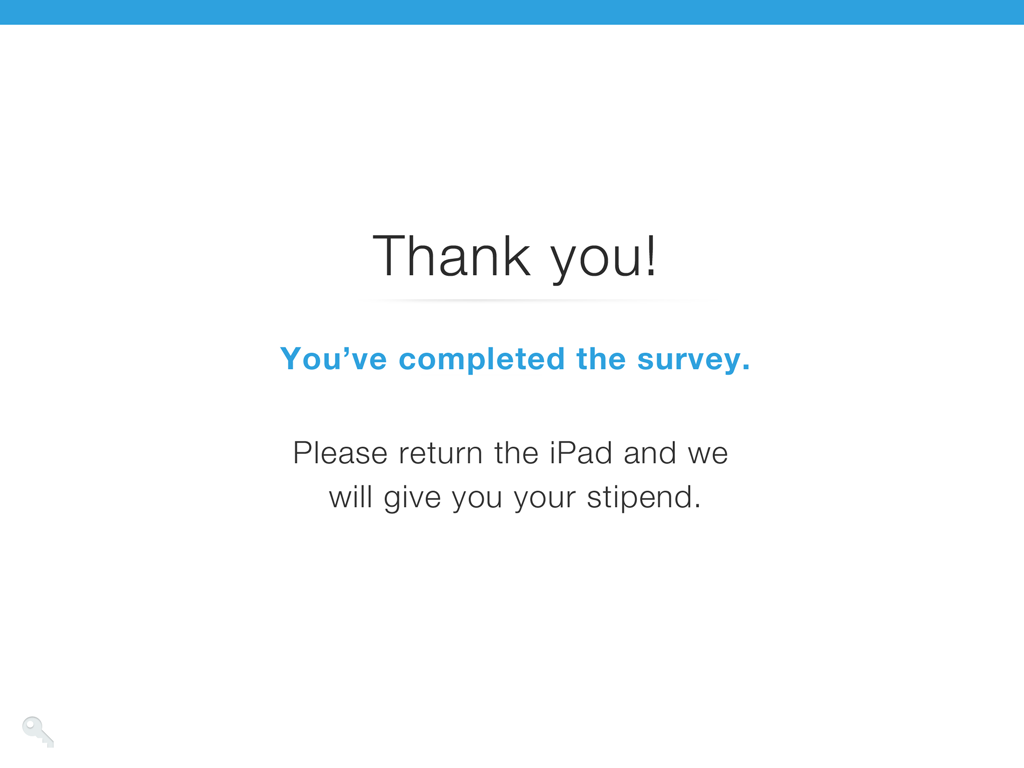 Thank you!
You’ve completed the survey.
Please return the iPad and we
will give you your stipend.